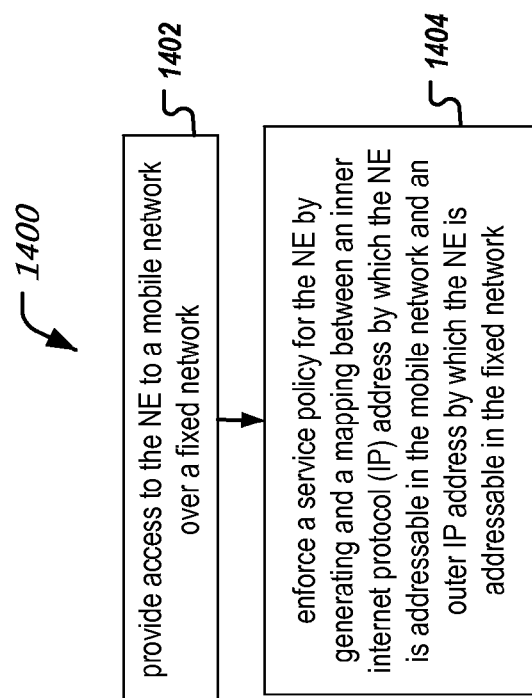 1400
1402
provide access to the NE to a mobile network
over a fixed network
1404
enforce a service policy for the NE by
generating and a mapping between an inner
internet protocol (IP) address by which the NE
is addressable in the mobile network and an
outer IP address by which the NE is
addressable in the fixed network